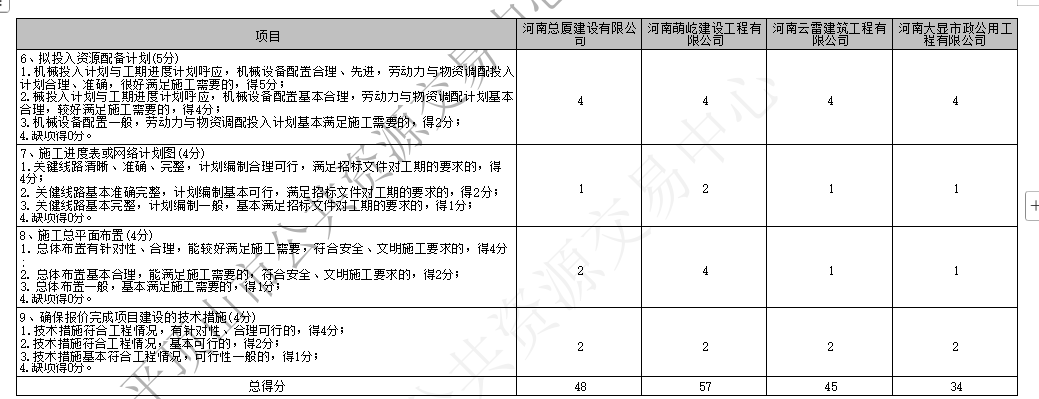 项目
河南总厦建设有限公
司
河南萌屹建设工程有
限公司
河南云雷建筑工程有
限公司
河南大显市政公用工
程有限公司
6、拟投入资源配备计划(5分)
1.机械投入计划与工期进度计划呼应，机械设备配置合理、先进，劳动力与物资调配投入
计划合理、准确，很好满足施工需要的，得5分；
2.械投入计划与工期进度计划呼应，机械设备配置基本合理，劳动力与物资调配计划基本
合理，较好满足施工需要的，得4分；
3.机械设备配置一般，劳动力与物资调配投入计划基本满足施工需要的，得2分；
4.缺项得0分。
4
4
4
4
7、施工进度表或网络计划图(4分)
1.关键线路清晰、准确、完整，计划编制合理可行，满足招标文件对工期的要求的，得
4分；
2. 关健线路基本准确完整，计划编制基本可行，满足招标文件对工期的要求的，得2分；
3. 关健线路基本完整，计划编制一般，基本满足招标文件对工期的要求的，得1分；
4.缺项得0分。
1
2
1
1
8、施工总平面布置(4分)
1. 总体布置有针对性、合理，能较好满足施工需要，符合安全、文明施工要求的，得4分
；
2. 总体布置基本合理，能满足施工需要的，符合安全、文明施工要求的，得2分；
3. 总体布置一般，基本满足施工需要的，得1分；
4.缺项得0分。
2
4
1
1
9、确保报价完成项目建设的技术措施(4分)
1.技术措施符合工程情况，有针对性、合理可行的，得4分；
2.技术措施符合工程情况，基本可行的，得2分；
3.技术措施基本符合工程情况，可行性一般的，得1分；
4.缺项得0分。
2
2
2
2
总得分
48
57
45
34
平顶山市公共资源交易中心
公共资源交易中心